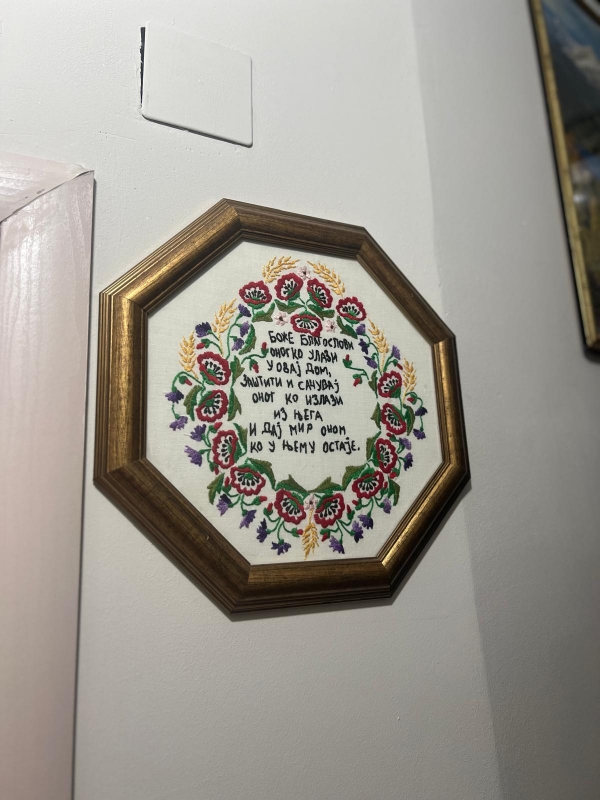 БОЖЕ БЛАГОСЛОВИ
ОНОГ КО УЛАЗИ
У ОВАЈ ДОМ,
ЗАШТИТИ И САЧУВАЈ
ОНОГ КО ИЗЛАЗИ
ИЗ ЊЕГА
И ДАЈ МИР ОНОМ
КО У ЊЕМУ ОСТАЈЕ.